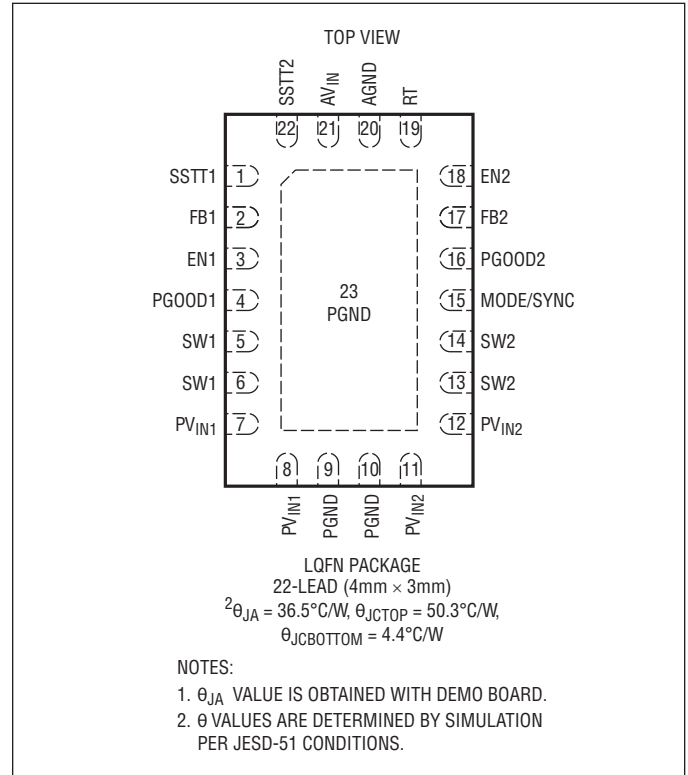 TOP VIEW
SSTT2
AVIN
AGND
RT
22 21 20 19
SSTT1 1
FB1 2
EN1 3
PGOOD1 4
SW1 5
SW1 6
PVIN1 7
18 EN2
17 FB2
16 PGOOD2
15 MODE/SYNC
14 SW2
13 SW2
12 PVIN2
23
PGND
8 9 10 11
PVIN1
PGND
PGND
PVIN2
LQFN PACKAGE
22-LEAD (4mm × 3mm)
2θJA = 36.5°C/W, θJCTOP = 50.3°C/W,
θJCBOTTOM = 4.4°C/W
NOTES:
1. θJA VALUE IS OBTAINED WITH DEMO BOARD.
2. θ VALUES ARE DETERMINED BY SIMULATION
PER JESD-51 CONDITIONS.